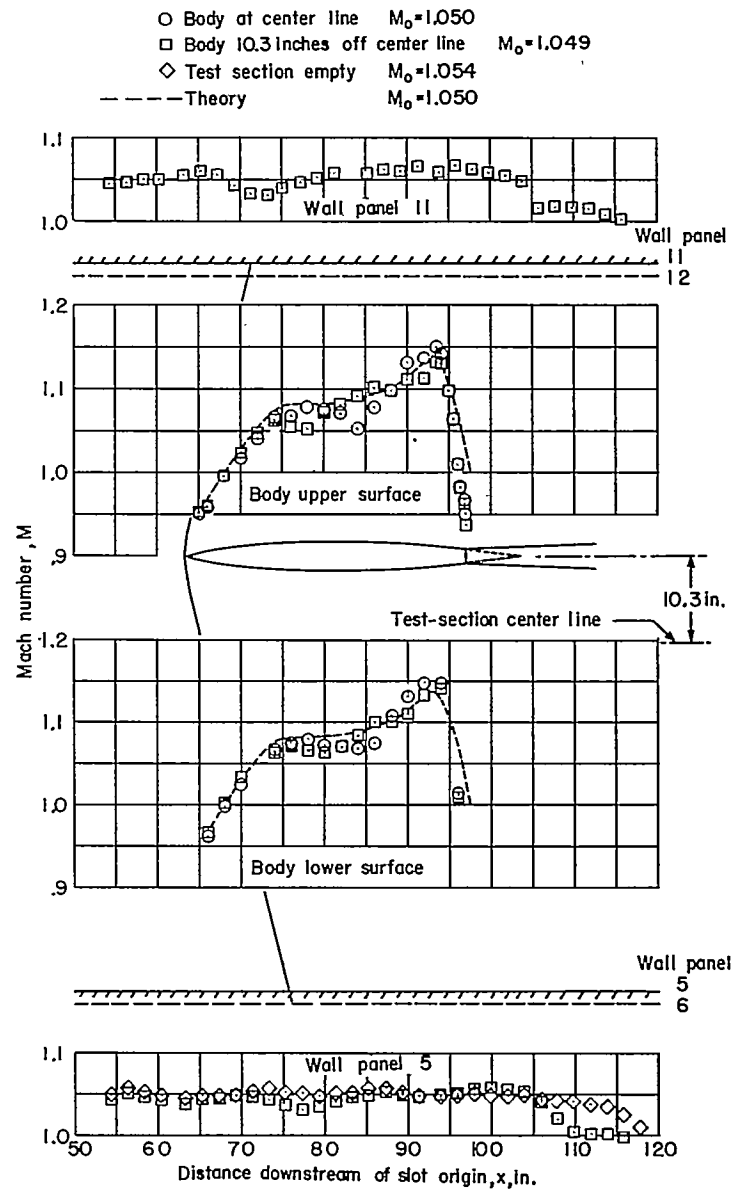 Body at center line M₀=1.050
Body 10.3 inches off center line M₀=1.049
Test section empty M₀=1.054
Theory M₀=1.050
1.1
1.0
Wall panel 11
Wall panel
11
12
1.2
1.1
1.0
.9
Body upper surface
Mach number, M
10.3 in.
Test-section center line
1.2
1.1
1.0
.9
Body lower surface
Wall panel
5
6
1.1
1.0
Wall panel 5
50 60 70 80 90 100 110 120
Distance downstream of slot origin, x, in.